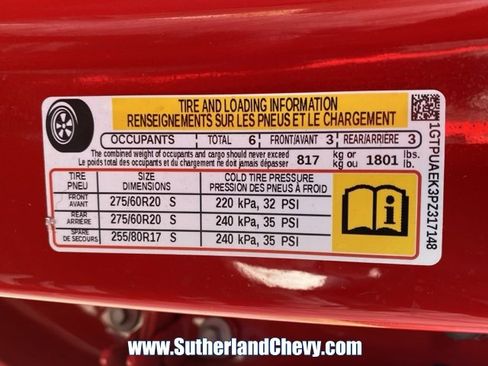 TIRE AND LOADING INFORMATION
RENSEIGNEMENTS SUR LES PNEUS ET LE CHARGEMENT
OCCUPANTS TOTAL 6 FRONT/AVANT 3 REAR/ARRIÈRE 3
The combined weight of occupants and cargo should never exceed
Le poids total des occupants et du chargement ne doit jamais dépasser
817 kg or kg ou 1801 lbs. lb.
TIRE PNEU SIZE DIMENSIONS COLD TIRE PRESSURE PRESSION DES PNEUS À FROID
FRONT AVANT 275/60R20 S 220 kPa, 32 PSI
REAR ARRIÈRE 275/60R20 S 240 kPa, 35 PSI
SPARE DE SECOURS 255/80R17 S 240 kPa, 35 PSI
1GTPUAEK3PZ317148
www.SutherlandChevy.com